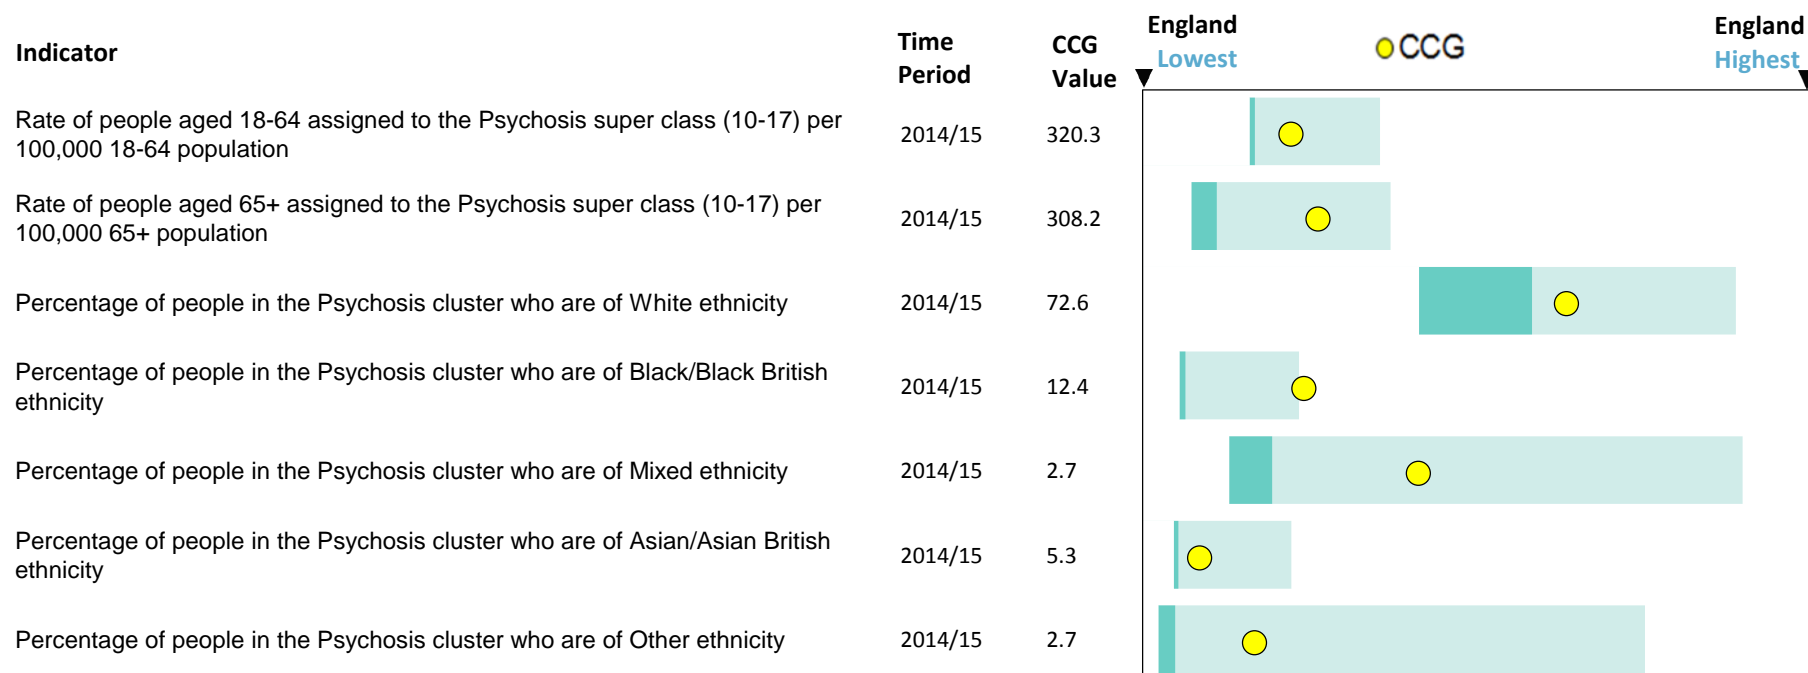 Indicator
Time
Period
CCG
Value
England
Lowest
CCG
England
Highest
Rate of people aged 18-64 assigned to the Psychosis super class (10-17) per
100,000 18-64 population
2014/15
320.3
Rate of people aged 65+ assigned to the Psychosis super class (10-17) per
100,000 65+ population
2014/15
308.2
Percentage of people in the Psychosis cluster who are of White ethnicity
2014/15
72.6
Percentage of people in the Psychosis cluster who are of Black/Black British
ethnicity
2014/15
12.4
Percentage of people in the Psychosis cluster who are of Mixed ethnicity
2014/15
2.7
Percentage of people in the Psychosis cluster who are of Asian/Asian British
ethnicity
2014/15
5.3
Percentage of people in the Psychosis cluster who are of Other ethnicity
2014/15
2.7